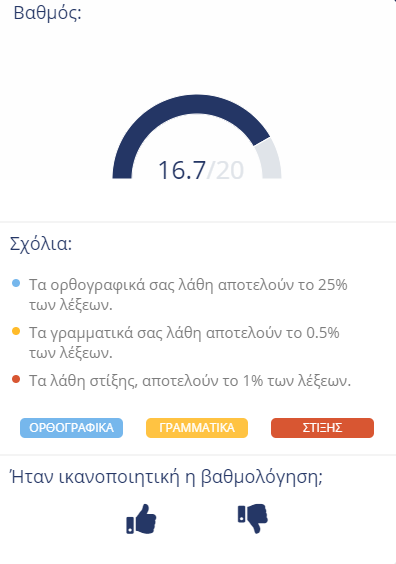 Βαθμός:
16.7/20
Σχόλια:
Τα ορθογραφικά σας λάθη αποτελούν το 25%
των λέξεων.
Τα γραμματικά σας λάθη αποτελούν το 0.5%
των λέξεων.
Τα λάθη στίξης, αποτελούν το 1% των λέξεων.
ΟΡΘΟΓΡΑΦΙΚΑ ΓΡΑΜΜΑΤΙΚΑ ΣΤΙΞΗΣ
Ήταν ικανοποιητική η βαθμολόγηση;